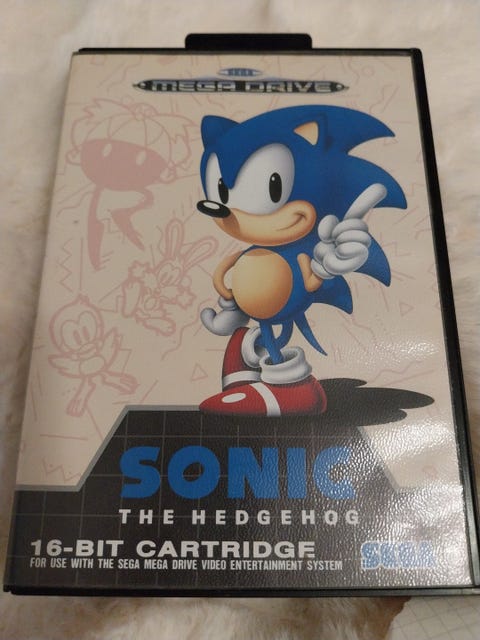 SEGA
MEGA DRIVE
SONIC
THE HEDGEHOG
16-BIT CARTRIDGE
FOR USE WITH THE SEGA MEGA DRIVE VIDEO ENTERTAINMENT SYSTEM
SEGA